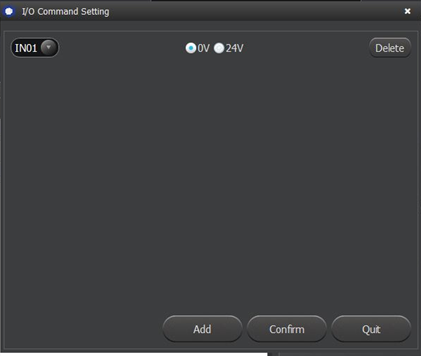 I/O Command Setting
IN01 0V 24V Delete
Add Confirm Quit